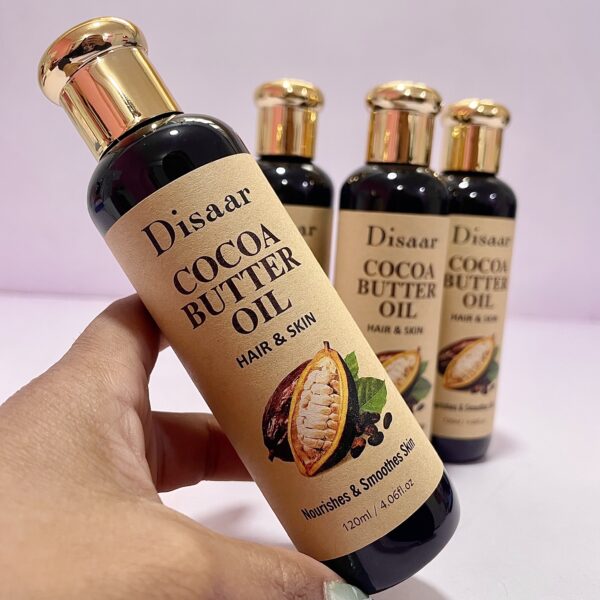 Disaar
COCOA
BUTTER
OIL
HAIR & SKIN
Nourishes & Smoothes Skin
120ml / 4.06fl.oz
Disaar
COCOA
BUTTER
OIL
HAIR & SKIN
Disaar
COCOA
BUTTER
OIL
HAIR & SKIN